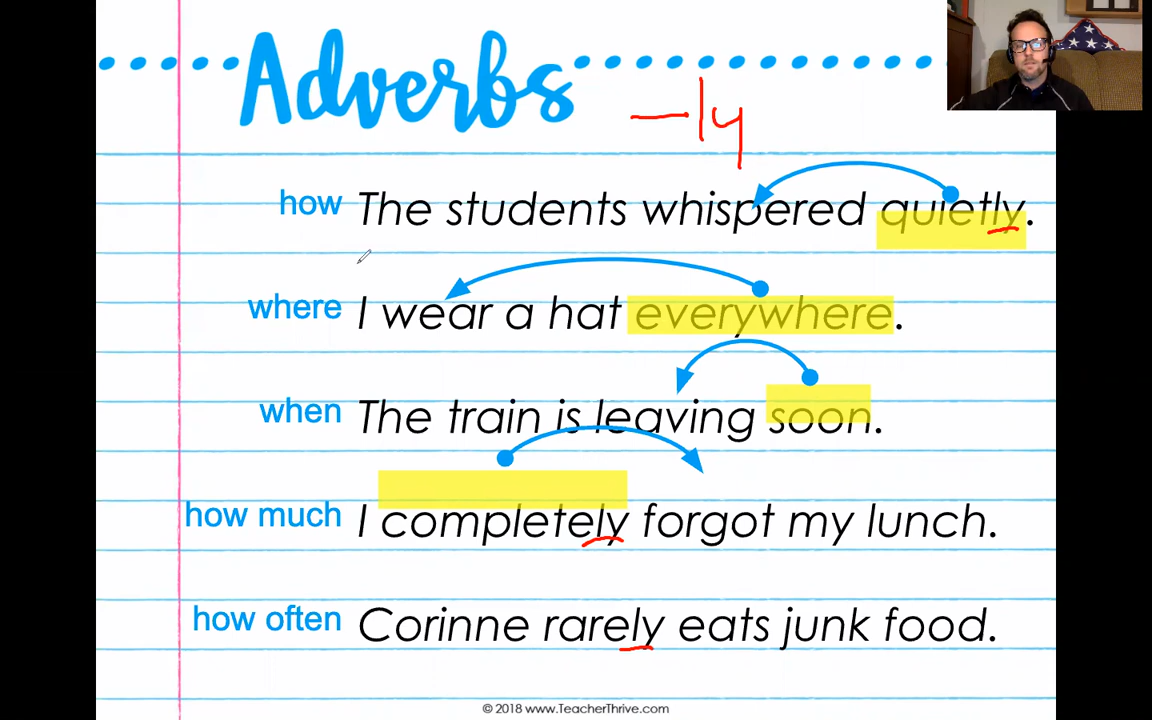 Adverbs
-ly
how The students whispered quietly.
where I wear a hat everywhere.
when The train is leaving soon.
how much I completely forgot my lunch.
how often Corinne rarely eats junk food.
© 2018 www.TeacherThrive.com